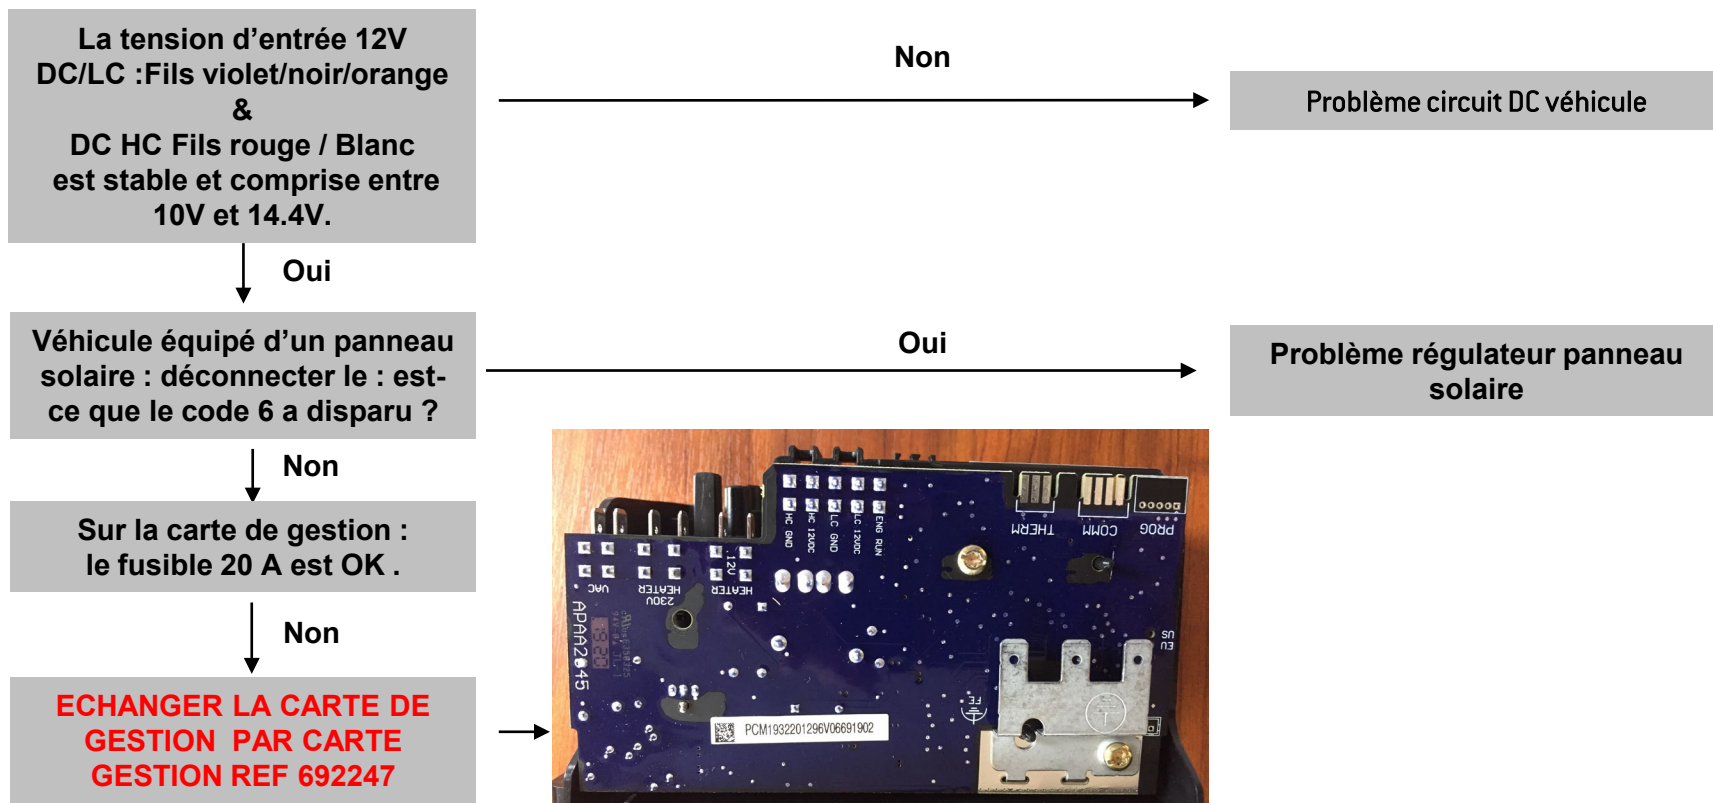 La tension d’entrée 12V
DC/LC :Fils violet/noir/orange
&
DC HC Fils rouge / Blanc
est stable et comprise entre
10V et 14.4V.
Non
Problème circuit DC véhicule
Oui
Véhicule équipé d’un panneau
solaire : déconnecter le : est-
ce que le code 6 a disparu ?
Oui
Problème régulateur panneau
solaire
Non
Sur la carte de gestion :
le fusible 20 A est OK .
Non
ECHANGER LA CARTE DE
GESTION PAR CARTE
GESTION REF 692247
HC GND
HC 12VDC
LC GND
LC 12VDC
ENG RUN
THERM
COMM
PROG
VAC
HEATER
230V
HEATER
12V
APAA2645
US
EU
FE
PCM1932201296V06691902